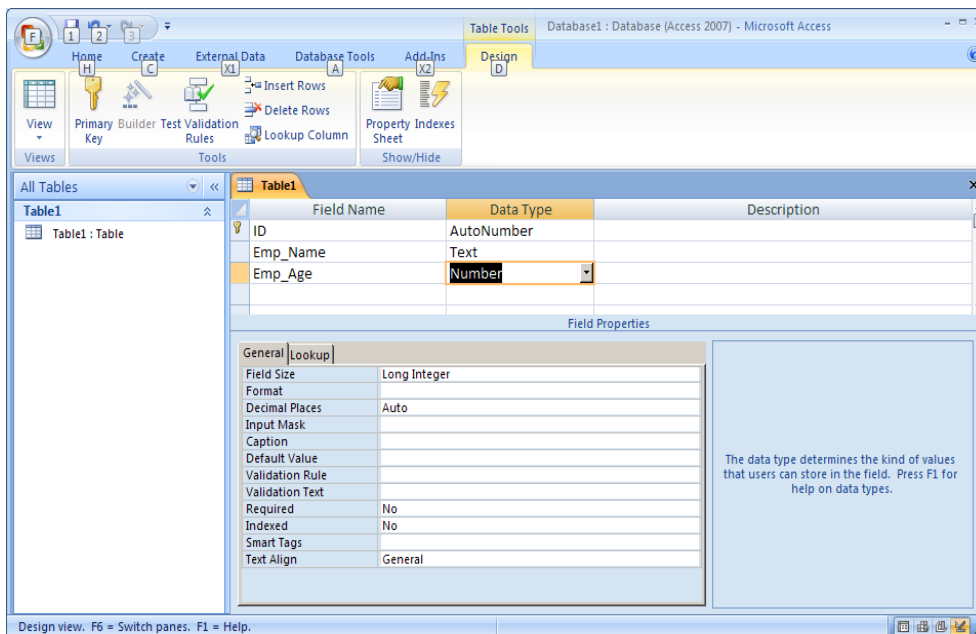 1 2 3
Table Tools
Database1 : Database (Access 2007) - Microsoft Access
F
Home Create External Data Database Tools Add-Ins Design
H C X1 A X2 D
View
Primary Key
Builder
Test Validation Rules
Insert Rows
Delete Rows
Lookup Column
Property Sheet
Indexes
Views Tools Show/Hide
All Tables
Table1
Table1 : Table
Table1
Field Name Data Type Description
ID AutoNumber
Emp_Name Text
Emp_Age Number
Field Properties
General Lookup
Field Size Long Integer
Format
Decimal Places Auto
Input Mask
Caption
Default Value
Validation Rule
Validation Text
Required No
Indexed No
Smart Tags
Text Align General
The data type determines the kind of values
that users can store in the field. Press F1 for
help on data types.
Design view. F6 = Switch panes. F1 = Help.